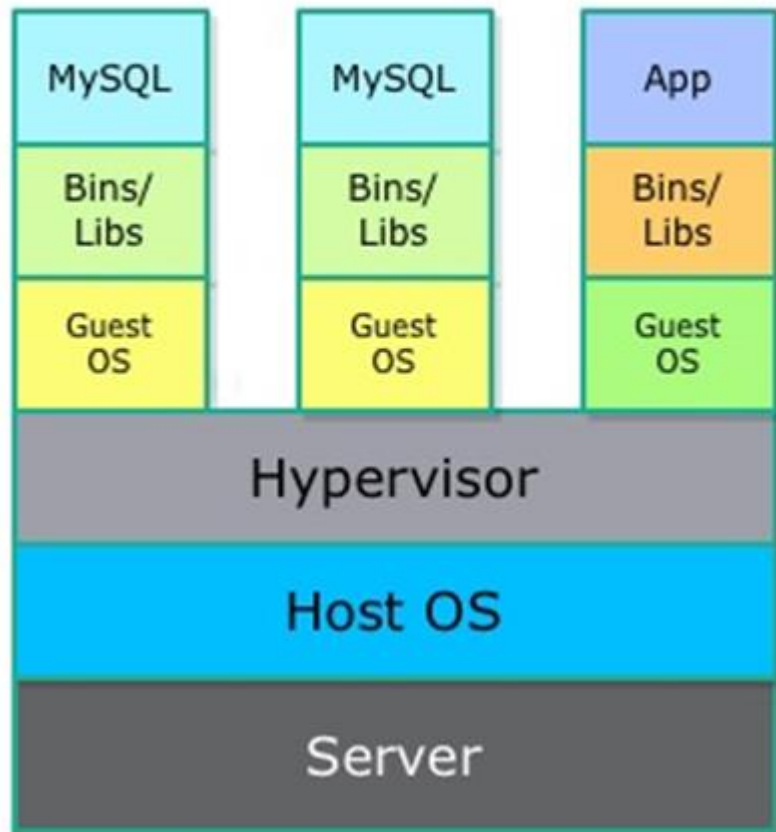 MySQL
MySQL
App
Bins/
Libs
Bins/
Libs
Bins/
Libs
Guest
OS
Guest
OS
Guest
OS
Hypervisor
Host OS
Server